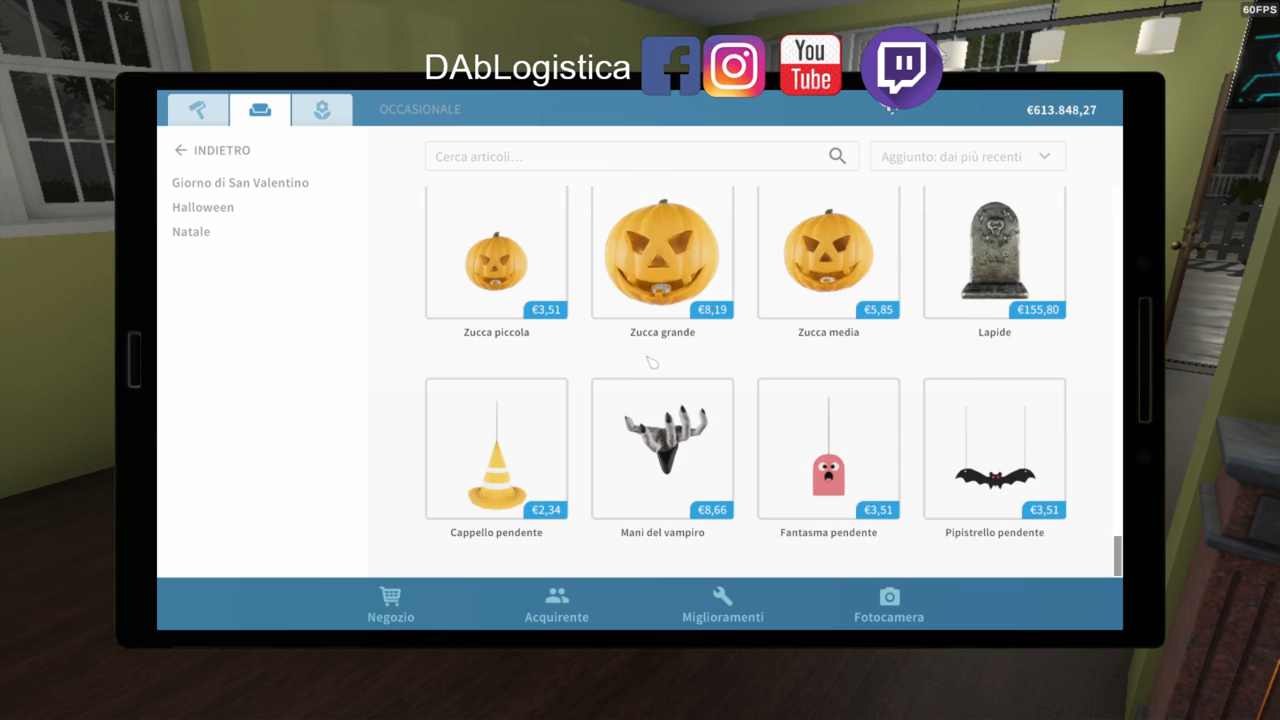 60FPS
DAbLogistica
You
Tube
OCCASIONALE
€613.848,27
INDIETRO
Cerca articoli...
Aggiunto: dai più recenti
Giorno di San Valentino
Halloween
Natale
€3,51
€8,19
€5,85
€155,80
Zucca piccola
Zucca grande
Zucca media
Lapide
€2,34
€8,66
€3,51
€3,51
Cappello pendente
Mani del vampiro
Fantasma pendente
Pipistrello pendente
Negozio
Acquirente
Miglioramenti
Fotocamera